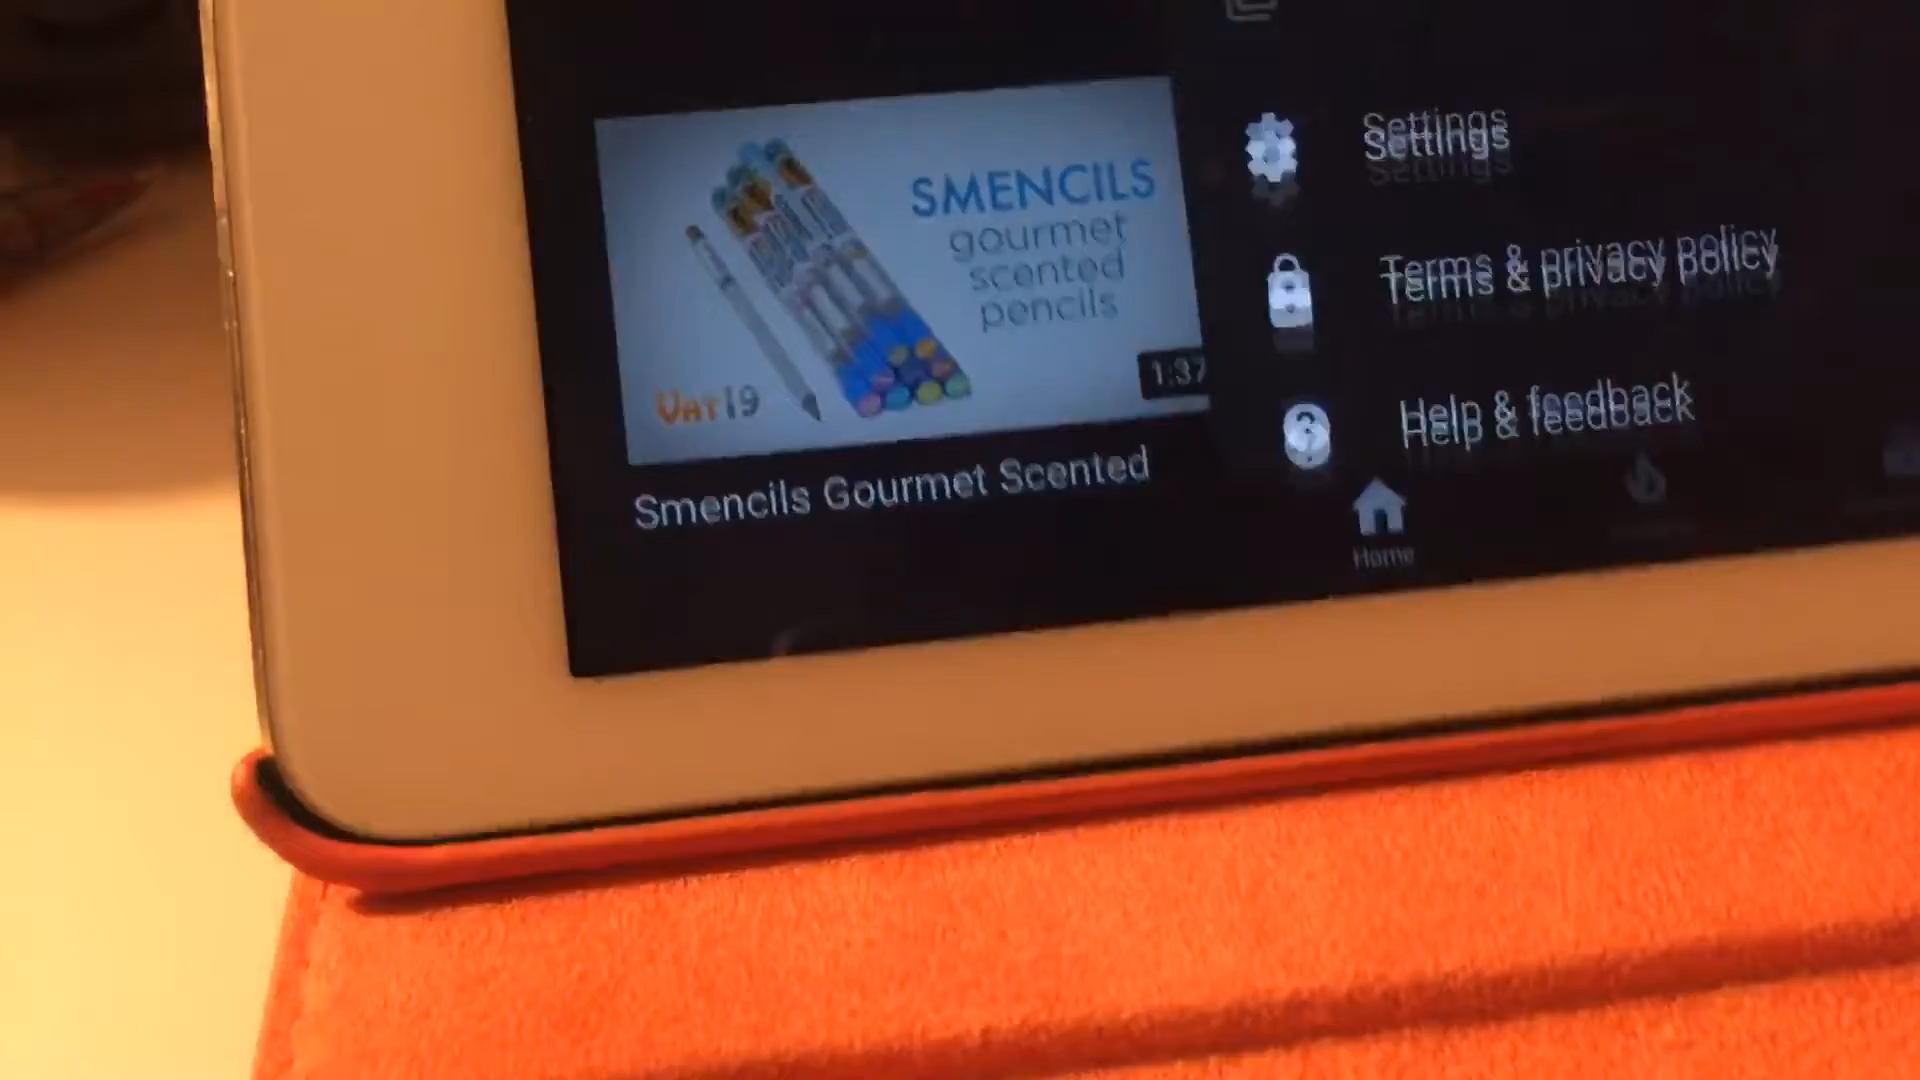 SMENCILS
gourmet
scented
pencils
VAT19
1:37
Smencils Gourmet Scented
Settings
Terms & privacy policy
Help & feedback
Home